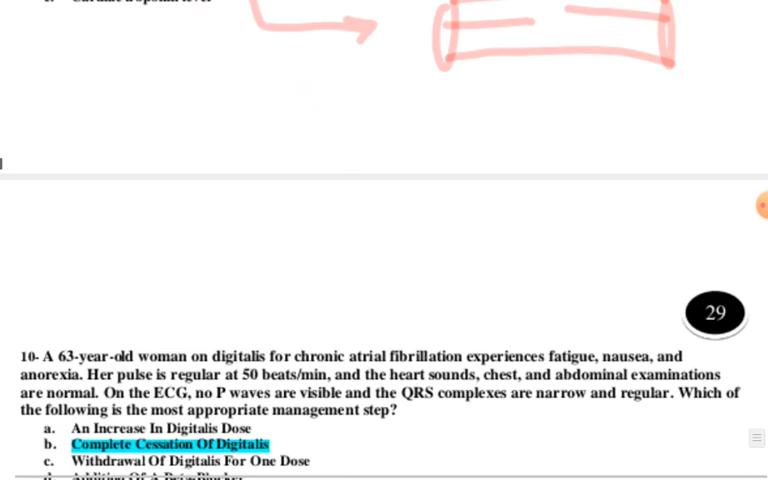 29
10- A 63-year-old woman on digitalis for chronic atrial fibrillation experiences fatigue, nausea, and
anorexia. Her pulse is regular at 50 beats/min, and the heart sounds, chest, and abdominal examinations
are normal. On the ECG, no P waves are visible and the QRS complexes are narrow and regular. Which of
the following is the most appropriate management step?
a. An Increase In Digitalis Dose
b. Complete Cessation Of Digitalis
c. Withdrawal Of Digitalis For One Dose